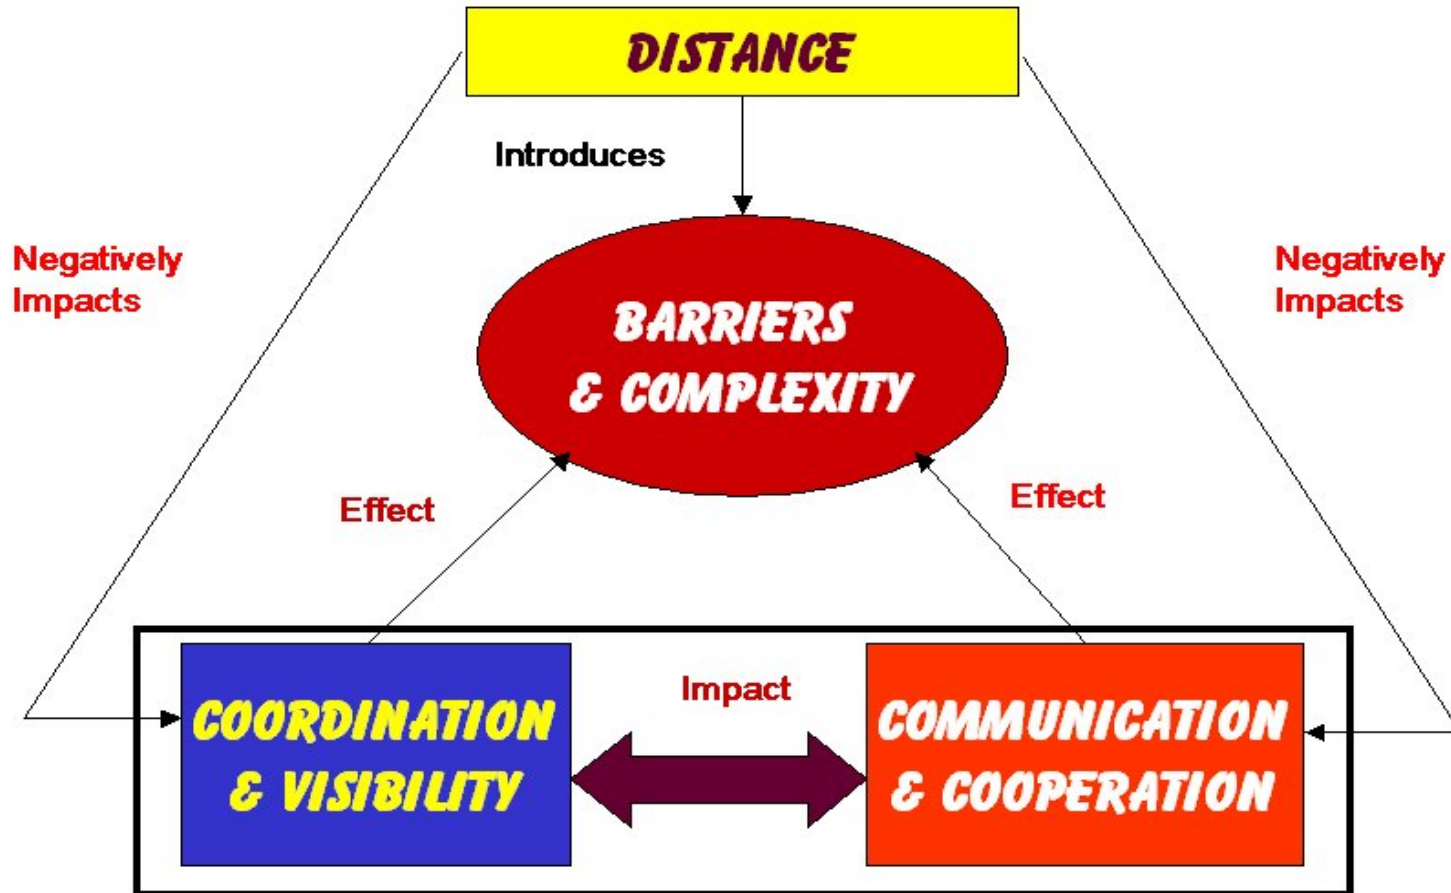 DISTANCE
Introduces
Negatively
Impacts
Negatively
Impacts
BARRIERS
& COMPLEXITY
Effect
Effect
Impact
COORDINATION
& VISIBILITY
COMMUNICATION
& COOPERATION